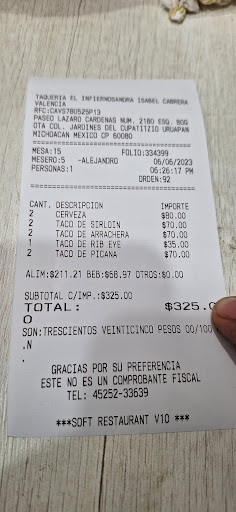 TAQUERIA EL INFIERNOSANDRA ISABEL CABRERA
VALENCIA
RFC:CAVS780525P13
PASEO LAZARO CARDENAS NUM. 2180 ESQ. BOG
OTA COL. JARDINES DEL CUPATITZIO URUAPAN
MICHOACAN MEXICO CP 60080
========================================
MESA:15 FOLIO:334399
MESERO:5 -ALEJANDRO 06/06/2023
PERSONAS:1 06:26:17 PM
ORDEN:92
========================================
CANT. DESCRIPCION IMPORTE
2 CERVEZA $80.00
2 TACO DE SIRLOIN $70.00
2 TACO DE ARRACHERA $70.00
1 TACO DE RIB EYE $35.00
2 TACO DE PICANA $70.00
ALIM:$211.21 BEB:$68.97 OTROS:$0.00
SUBTOTAL C/IMP.:$325.00
TOTAL: $325.0
0
SON:TRESCIENTOS VEINTICINCO PESOS 00/100
.N
.
GRACIAS POR SU PREFERENCIA
ESTE NO ES UN COMPROBANTE FISCAL
TEL: 45252-33639
***SOFT RESTAURANT V10 ***